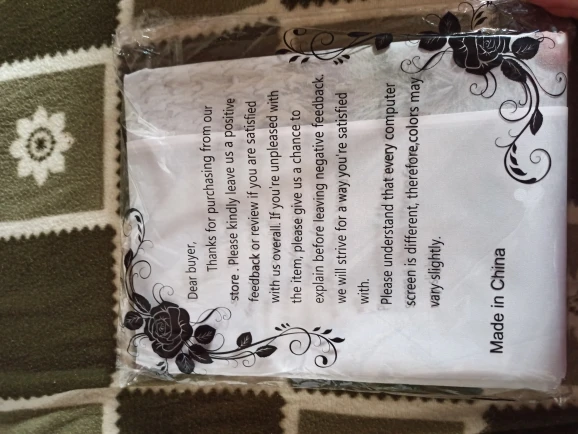 Dear buyer,
Thanks for purchasing from our
store . Please kindly leave us a positive
feedback or review if you are satisfied
with us overall. If you're unpleased with
the item, please give us a chance to
explain before leaving negative feedback.
we will strive for a way you're satisfied
with.
Please understand that every computer
screen is different, therefore,colors may
vary slightly.
Made in China